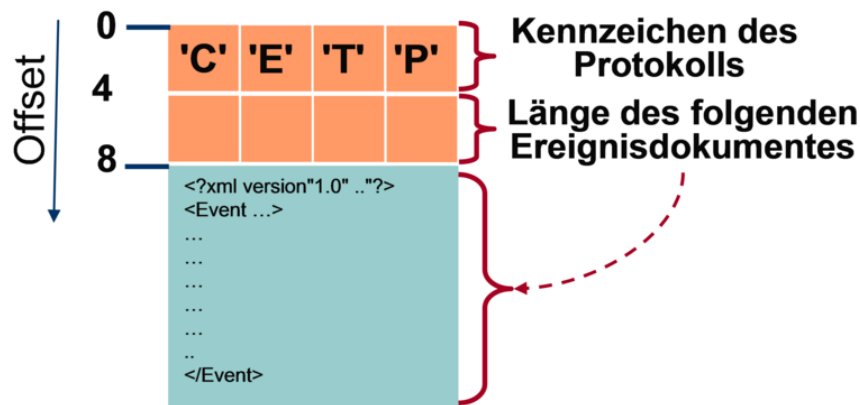 Offset
0
'C' 'E' 'T' 'P'
Kennzeichen des
Protokolls
4
Länge des folgenden
Ereignisdokumentes
8
<?xml version"1.0" .."?>
<Event …>
…
…
…
…
…
..
</Event>